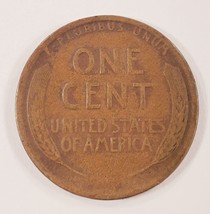 E·PLURIBUS·UNUM
ONE
CENT
UNITED STATES
OF AMERICA